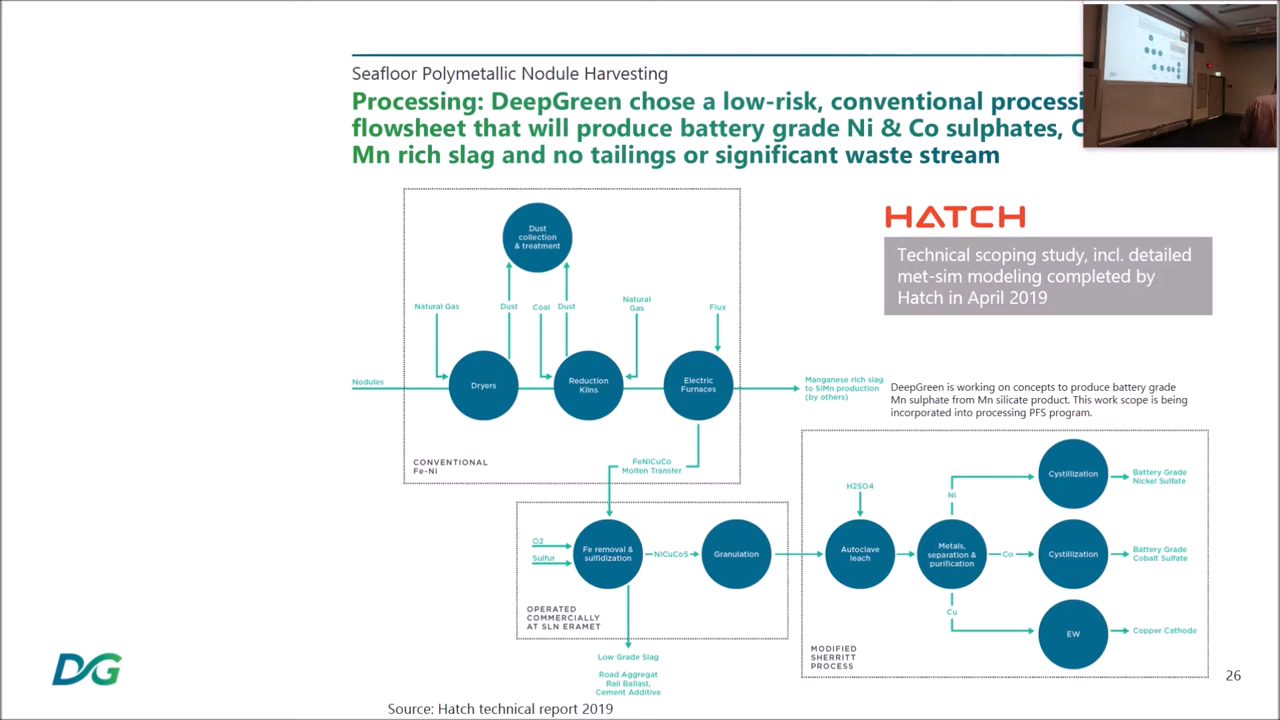 Seafloor Polymetallic Nodule Harvesting
Processing: DeepGreen chose a low-risk, conventional
flowsheet that will produce battery grade Ni & Co sulphates,
Mn rich slag and no tailings or significant waste stream
HATCH
Technical scoping study, incl. detailed
met-sim modeling completed by
Hatch in April 2019
Dust
collection
& treatment
Natural Gas
Dust
Coal
Dust
Natural
Gas
Flux
Nodules
Dryers
Reduction
Kilns
Electric
Furnaces
Manganese rich slag
to SiMn production
(by others)
DeepGreen is working on concepts to produce battery grade
Mn sulphate from Mn silicate product. This work scope is being
incorporated into processing PFS program.
CONVENTIONAL
Fe-Ni
FeNiCuCo
Molten Transfer
O2
Sulfur
Fe removal &
sulfidization
NiCuCoS
Granulation
OPERATED
COMMERCIALLY
AT SLN ERAMET
Low Grade Slag
Road Aggregat
Rail Ballast,
Cement Additive
H2SO4
Autoclave
leach
Metals,
separation &
purification
Ni
Co
Cu
Cystillization
Battery Grade
Nickel Sulfate
Cystillization
Battery Grade
Cobalt Sulfate
EW
Copper Cathode
MODIFIED
SHERRITT
PROCESS
DG
26
Source: Hatch technical report 2019